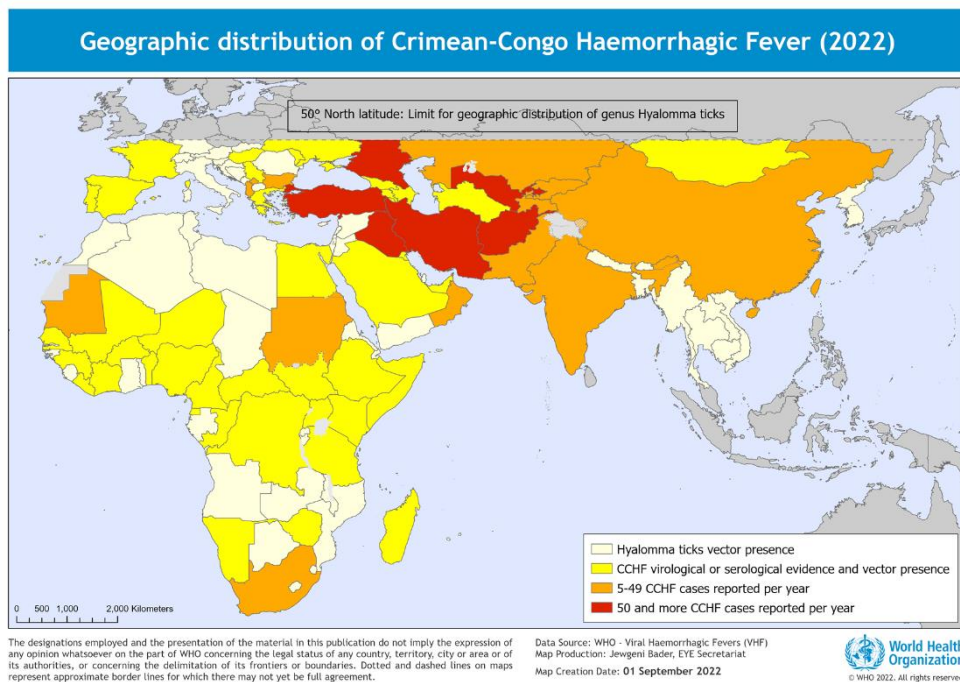 Geographic distribution of Crimean-Congo Haemorrhagic Fever (2022)
50° North latitude: Limit for geographic distribution of genus Hyalomma ticks
Hyalomma ticks vector presence
CCHF virological or serological evidence and vector presence
5-49 CCHF cases reported per year
50 and more CCHF cases reported per year
0 500 1,000 2,000 Kilometers
The designations employed and the presentation of the material in this publication do not imply the expression of
any opinion whatsoever on the part of WHO concerning the legal status of any country, territory, city or area or of
its authorities, or concerning the delimitation of its frontiers or boundaries. Dotted and dashed lines on maps
represent approximate border lines for which there may not yet be full agreement.
Data Source: WHO - Viral Haemorrhagic Fevers (VHF)
Map Production: Jewgeni Bader, EYE Secretariat
Map Creation Date: 01 September 2022
World Health
Organization
© WHO 2022. All rights reserved